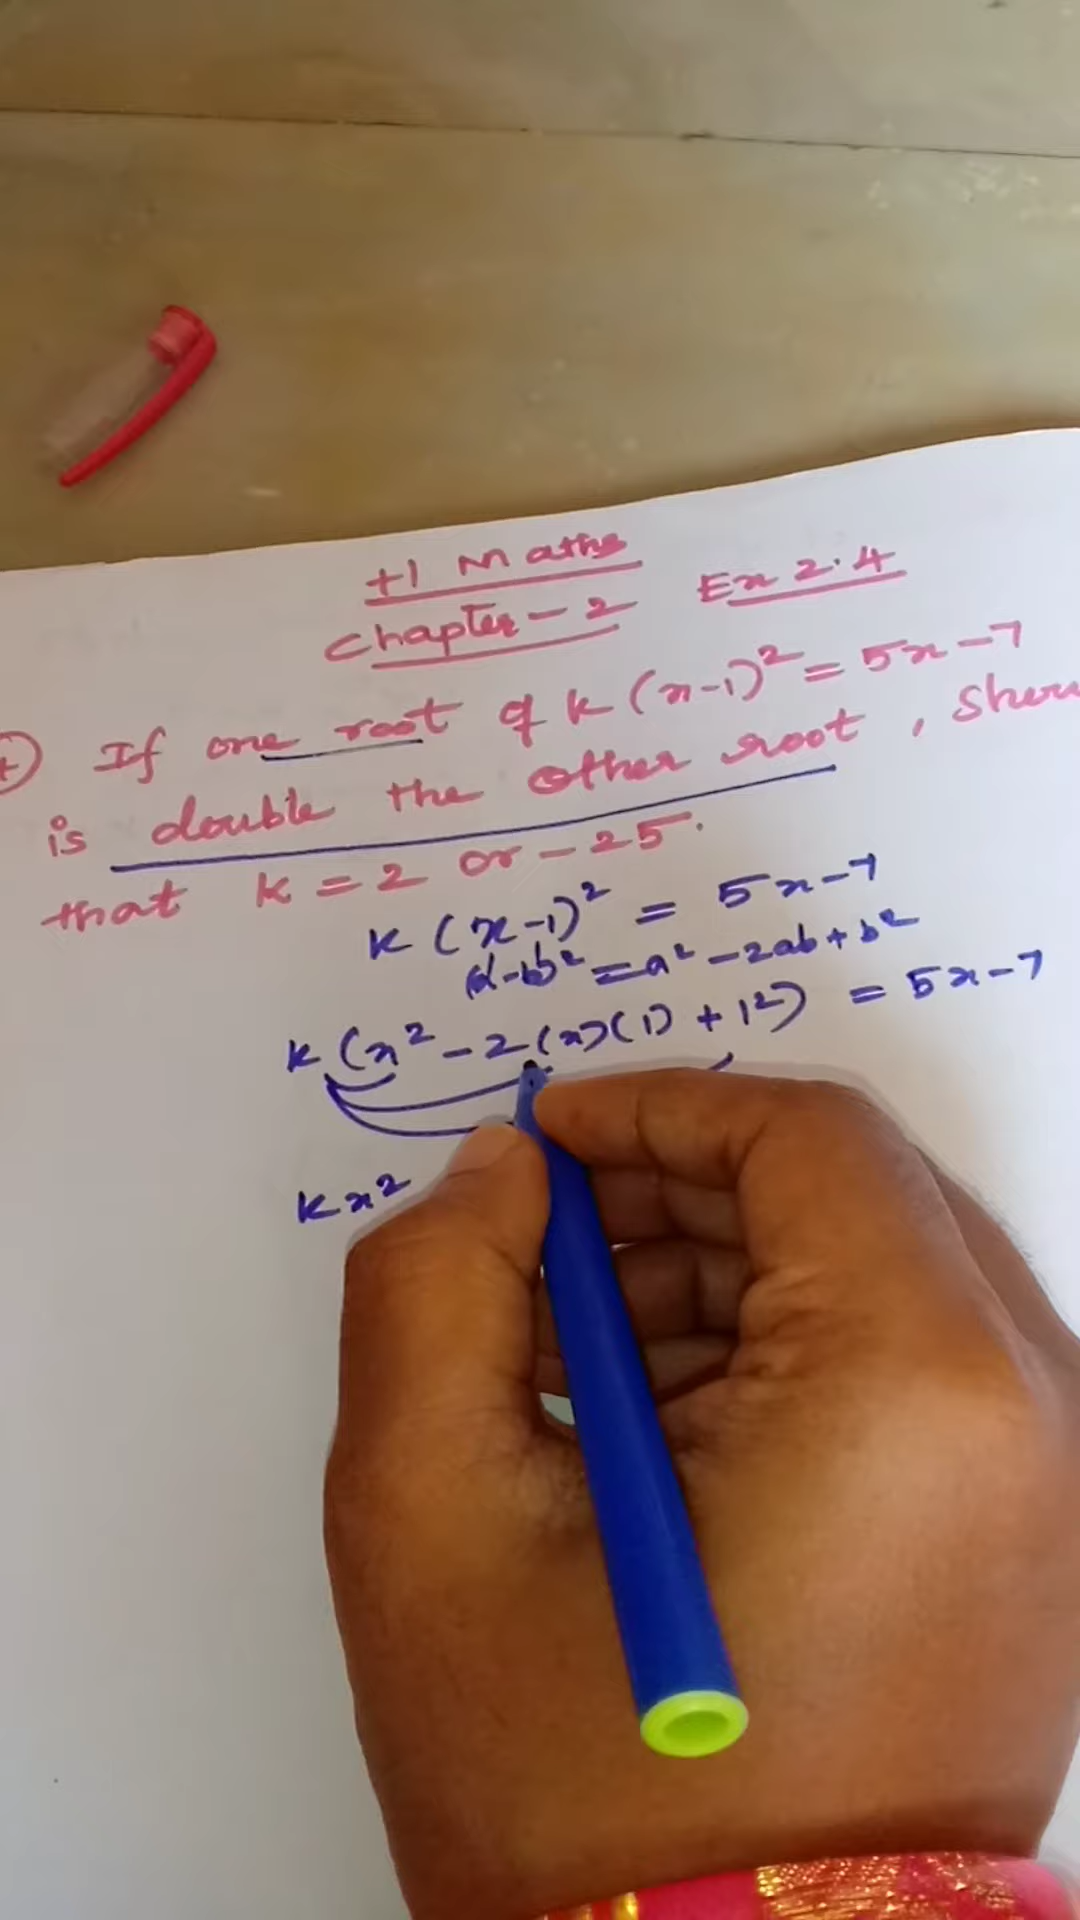 +1 Maths
Chapter - 2 Ex 2.4
If one root of k(x-1)² = 5x-7
is double the other root, show
that k = 2 or -25.
k(x-1)² = 5x-7
(a-b)² = a² - 2ab + b²
k(x² - 2(x)(1) + 1²) = 5x-7
kx²